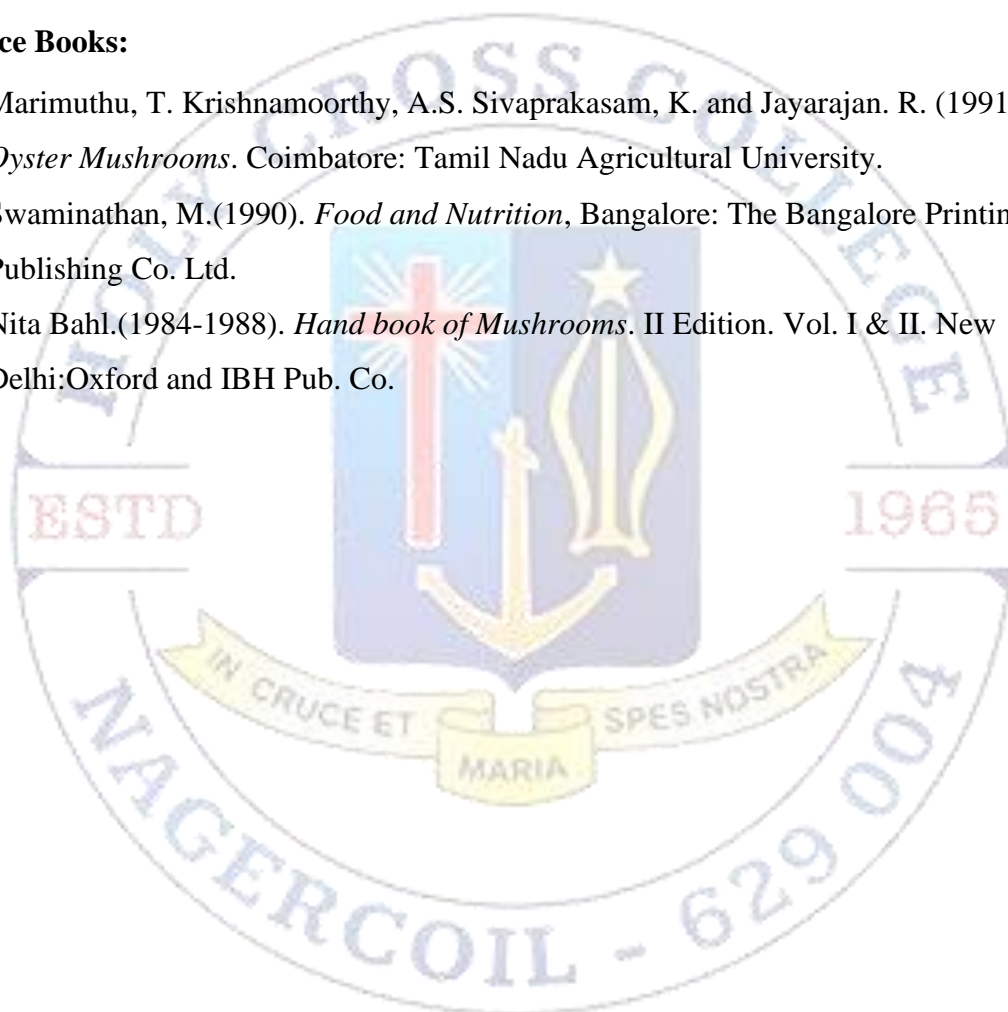 ce Books:
Marimuthu, T. Krishnamoorthy, A.S. Sivaprakasam, K. and Jayarajan. R. (1991
Oyster Mushrooms. Coimbatore: Tamil Nadu Agricultural University.
Swaminathan, M.(1990). Food and Nutrition, Bangalore: The Bangalore Printin
Publishing Co. Ltd.
Nita Bahl.(1984-1988). Hand book of Mushrooms. II Edition. Vol. I & II. New
Delhi:Oxford and IBH Pub. Co.
HOLY CROSS COLLEGE
ESTD
1965
IN CRUCE ET
MARIA
SPES NOSTRA
NAGERCOIL - 629 004